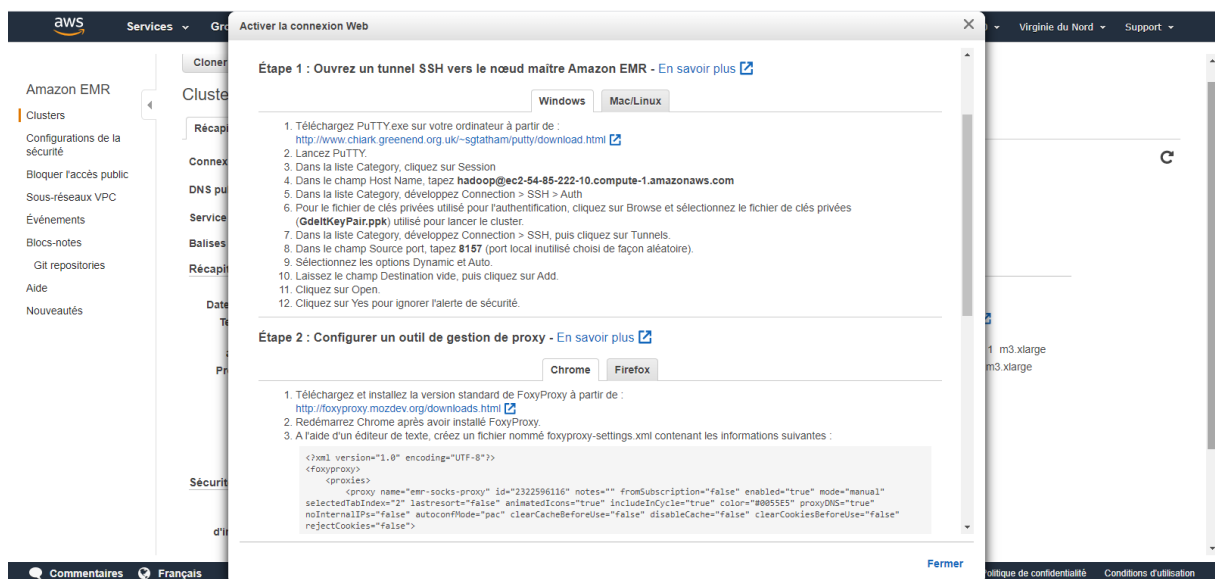 aws
Services
Gro
Activer la connexion Web
Virginie du Nord
Support
Cloner
Étape 1 : Ouvrez un tunnel SSH vers le nœud maître Amazon EMR - En savoir plus
Amazon EMR
Cluste
Windows
Mac/Linux
Clusters
Configurations de la
sécurité
Bloquer l'accès public
Sous-réseaux VPC
Événements
Blocs-notes
Git repositories
Aide
Nouveautés
Récapi
Connex
DNS pu
Service
Balises
Récapit
Date
Te
Pr
Sécurit
d'in
1. Téléchargez PuTTY.exe sur votre ordinateur à partir de :
http://www.chiark.greenend.org.uk/~sgtatham/putty/download.html
2. Lancez PuTTY.
3. Dans la liste Category, cliquez sur Session
4. Dans le champ Host Name, tapez hadoop@ec2-54-85-222-10.compute-1.amazonaws.com
5. Dans la liste Category, développez Connection > SSH > Auth
6. Pour le fichier de clés privées utilisé pour l'authentification, cliquez sur Browse et sélectionnez le fichier de clés privées
(GdeltKeyPair.ppk) utilisé pour lancer le cluster.
7. Dans la liste Category, développez Connection > SSH, puis cliquez sur Tunnels.
8. Dans le champ Source port, tapez 8157 (port local inutilisé choisi de façon aléatoire).
9. Sélectionnez les options Dynamic et Auto.
10. Laissez le champ Destination vide, puis cliquez sur Add.
11. Cliquez sur Open.
12. Cliquez sur Yes pour ignorer l'alerte de sécurité.
Étape 2 : Configurer un outil de gestion de proxy - En savoir plus
1 m3.xlarge
m3.xlarge
Chrome
Firefox
1. Téléchargez et installez la version standard de FoxyProxy à partir de :
http://foxyproxy.mozdev.org/downloads.html
2. Redémarrez Chrome après avoir installé FoxyProxy.
3. A l'aide d'un éditeur de texte, créez un fichier nommé foxyproxy-settings.xml contenant les informations suivantes :
<?xml version="1.0" encoding="UTF-8"?>
<foxyproxy>
<proxies>
<proxy name="emr-socks-proxy" id="2322596116" notes="" fromSubscription="false" enabled="true" mode="manual"
selectedTabIndex="2" lastresort="false" animatedIcons="true" includeInCycle="true" color="#0055E5" proxyDNS="true"
noInternalIPs="false" autoconfMode="pac" clearCacheBeforeUse="false" disableCache="false" clearCookiesBeforeUse="false"
rejectCookies="false">
Fermer
Commentaires
Français
Politique de confidentialité
Conditions d'utilisation